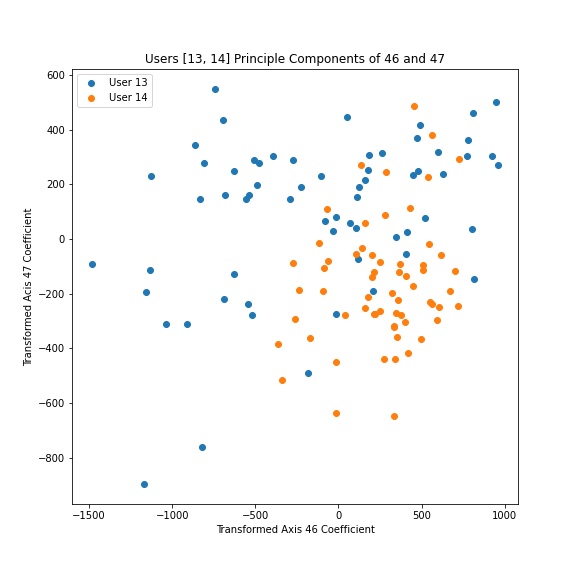 Users [13, 14] Principle Components of 46 and 47
User 13
User 14
600
400
200
0
−200
−400
−600
−800
Transformed Acis 47 Coefficient
−1500
−1000
−500
0
500
1000
Transformed Axis 46 Coefficient